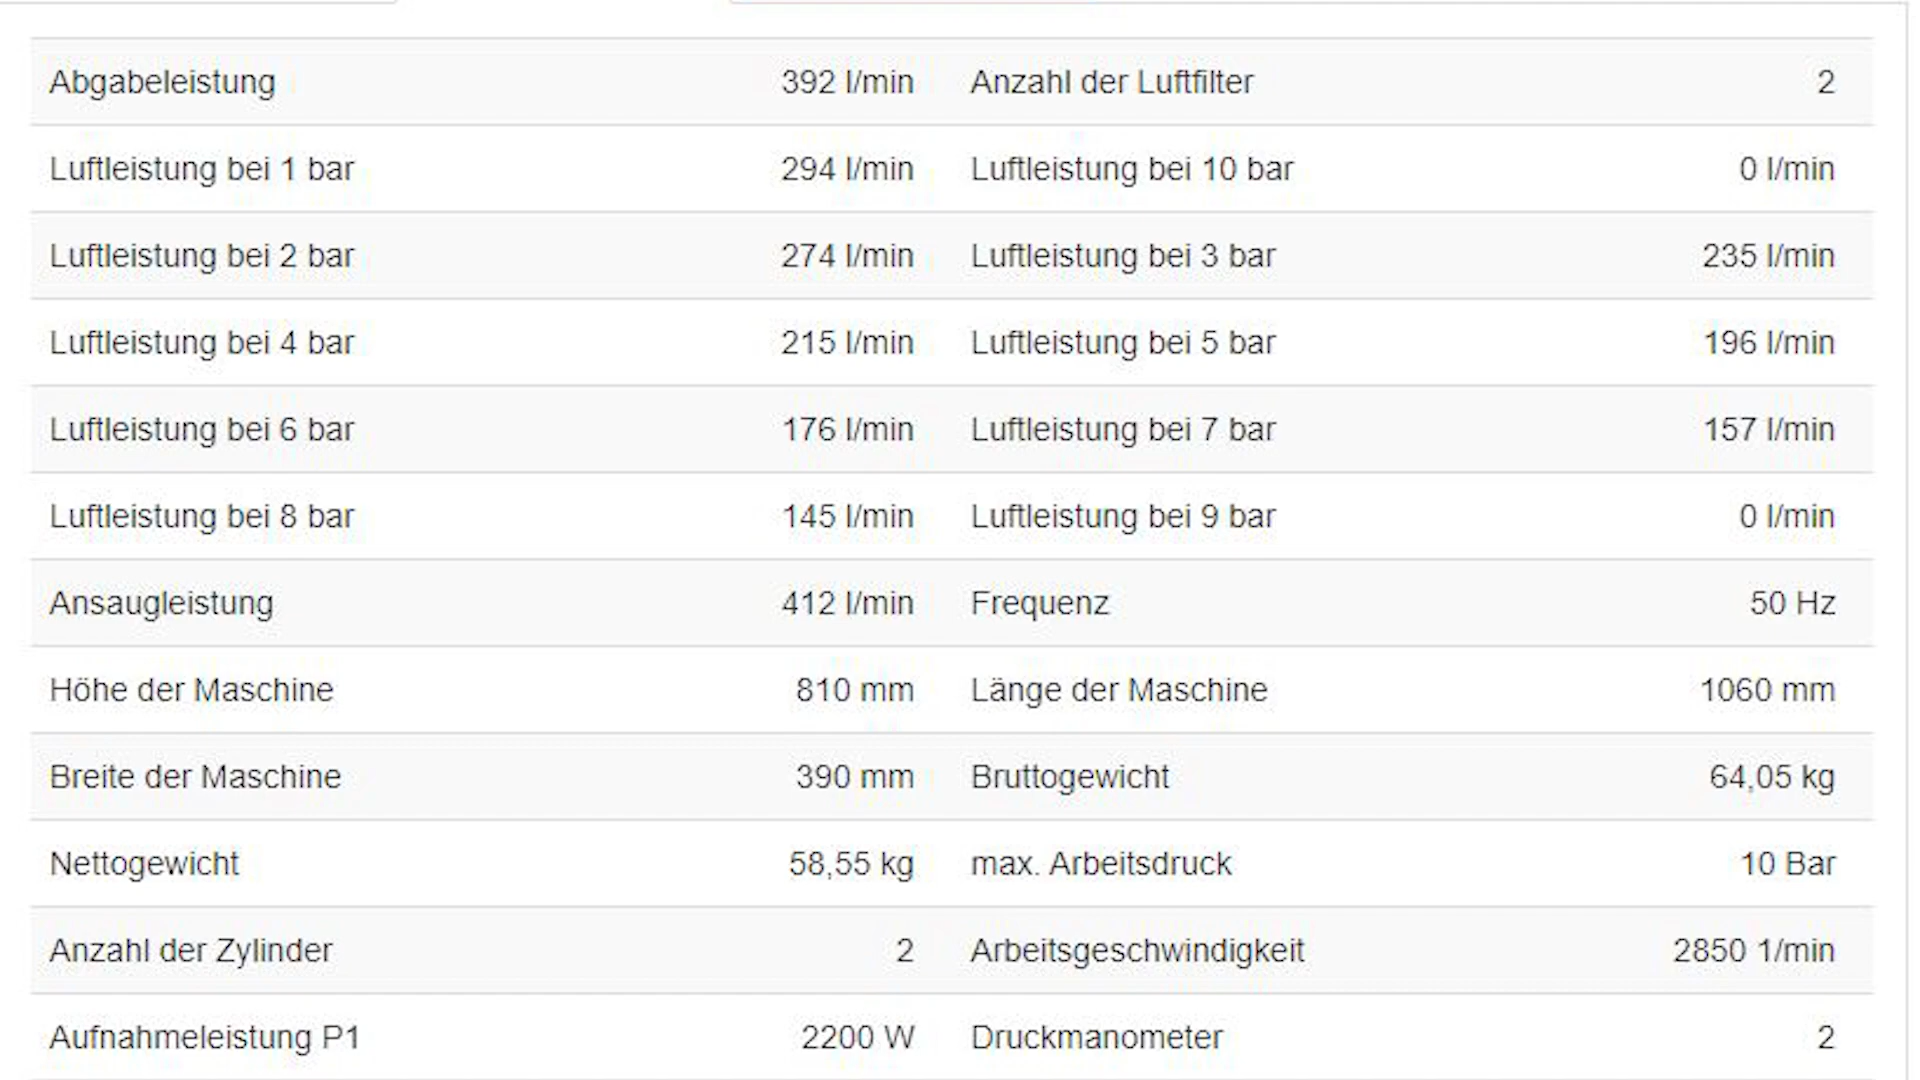 Abgabeleistung 392 l/min Anzahl der Luftfilter 2
Luftleistung bei 1 bar 294 l/min Luftleistung bei 10 bar 0 l/min
Luftleistung bei 2 bar 274 l/min Luftleistung bei 3 bar 235 l/min
Luftleistung bei 4 bar 215 l/min Luftleistung bei 5 bar 196 l/min
Luftleistung bei 6 bar 176 l/min Luftleistung bei 7 bar 157 l/min
Luftleistung bei 8 bar 145 l/min Luftleistung bei 9 bar 0 l/min
Ansaugleistung 412 l/min Frequenz 50 Hz
Höhe der Maschine 810 mm Länge der Maschine 1060 mm
Breite der Maschine 390 mm Bruttogewicht 64,05 kg
Nettogewicht 58,55 kg max. Arbeitsdruck 10 Bar
Anzahl der Zylinder 2 Arbeitsgeschwindigkeit 2850 1/min
Aufnahmeleistung P1 2200 W Druckmanometer 2